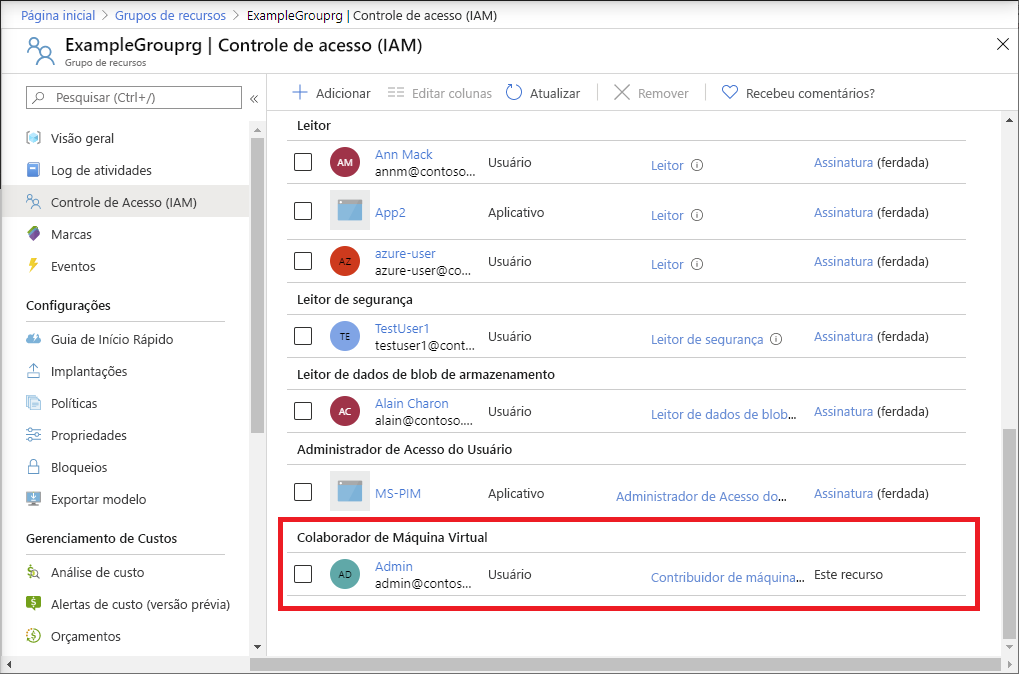 Página inicial > Grupos de recursos > ExampleGrouprg | Controle de acesso (IAM)
ExampleGrouprg | Controle de acesso (IAM)
Grupo de recursos
Pesquisar (Ctrl+/)
Visão geral
Log de atividades
Controle de Acesso (IAM)
Marcas
Eventos
Configurações
Guia de Início Rápido
Implantações
Políticas
Propriedades
Bloqueios
Exportar modelo
Gerenciamento de Custos
Análise de custo
Alertas de custo (versão prévia)
Orçamentos
Adicionar Editar colunas Atualizar Remover Recebeu comentários?
Leitor
AM Ann Mack Usuário Leitor Assinatura (ferdada)
annm@contoso...
App2 Aplicativo Leitor Assinatura (ferdada)
AZ azure-user Usuário Leitor Assinatura (ferdada)
azure-user@co...
Leitor de segurança
TE TestUser1 Usuário Leitor de segurança Assinatura (ferdada)
testuser1@cont...
Leitor de dados de blob de armazenamento
AC Alain Charon Usuário Leitor de dados de blob... Assinatura (ferdada)
alain@contoso....
Administrador de Acesso do Usuário
MS-PIM Aplicativo Administrador de Acesso do... Assinatura (ferdada)
Colaborador de Máquina Virtual
AD Admin Usuário Contribuidor de máquina... Este recurso
admin@contos...